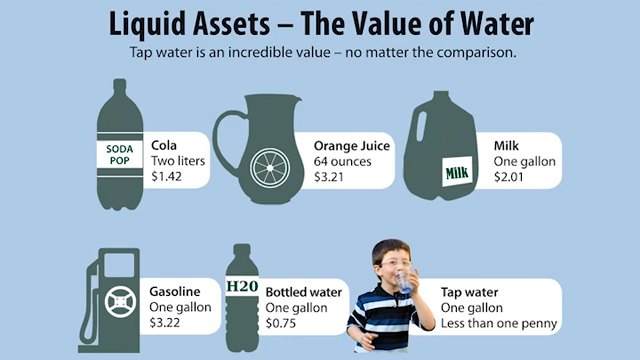 Liquid Assets – The Value of Water
Tap water is an incredible value – no matter the comparison.
SODA
POP
Cola
Two liters
$1.42
Orange Juice
64 ounces
$3.21
Milk
Milk
One gallon
$2.01
Gasoline
One gallon
$3.22
H20
Bottled water
One gallon
$0.75
Tap water
One gallon
Less than one penny